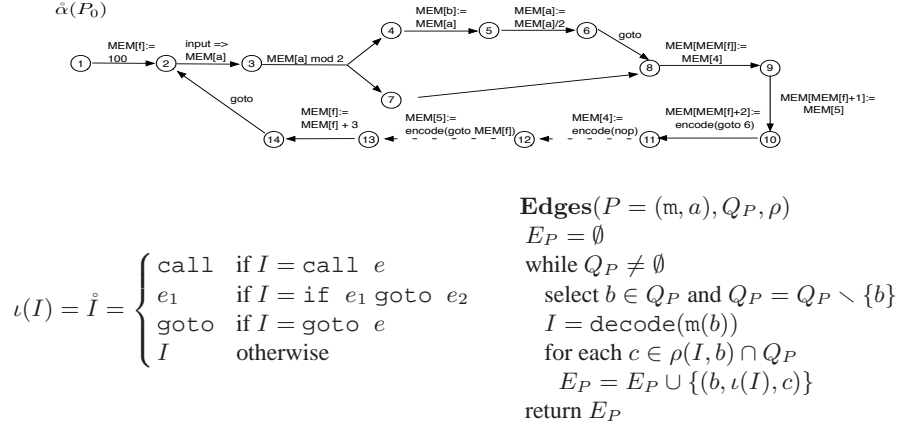 α̊(P₀)
MEM[f]:=
100
input =>
MEM[a]
MEM[a] mod 2
MEM[b]:=
MEM[a]
MEM[a]:=
MEM[a]/2
goto
MEM[MEM[f]]:=
MEM[4]
1
2
3
4
5
6
7
8
9
MEM[MEM[f]+1]:=
MEM[5]
MEM[MEM[f]+2]:=
encode(goto 6)
MEM[4]:=
encode(nop)
MEM[5]:=
encode(goto MEM[f])
MEM[f]:=
MEM[f] + 3
goto
14
13
12
11
10
ι(I) = I̊ =
call if I = call e
e₁ if I = if e₁ goto e₂
goto if I = goto e
I otherwise
Edges(P = (m, a), Q_P, ρ)
E_P = ∅
while Q_P ≠ ∅
select b ∈ Q_P and Q_P = Q_P ∖ {b}
I = decode(m(b))
for each c ∈ ρ(I, b) ∩ Q_P
E_P = E_P ∪ {(b, ι(I), c)}
return E_P